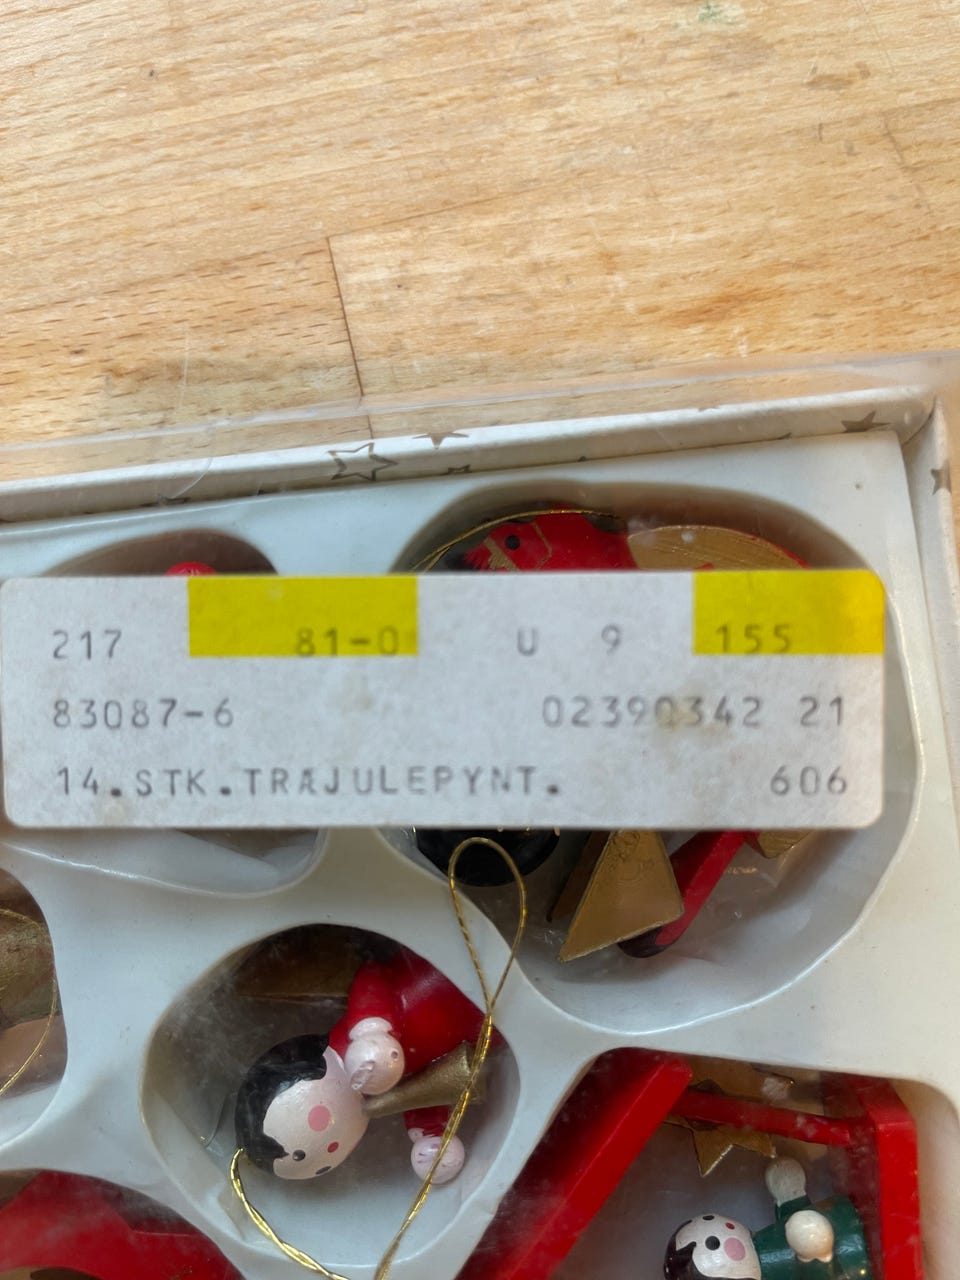 217 81-0 U 9 155
83087-6 02390342 21
14.STK.TRÆJULEPYNT. 606